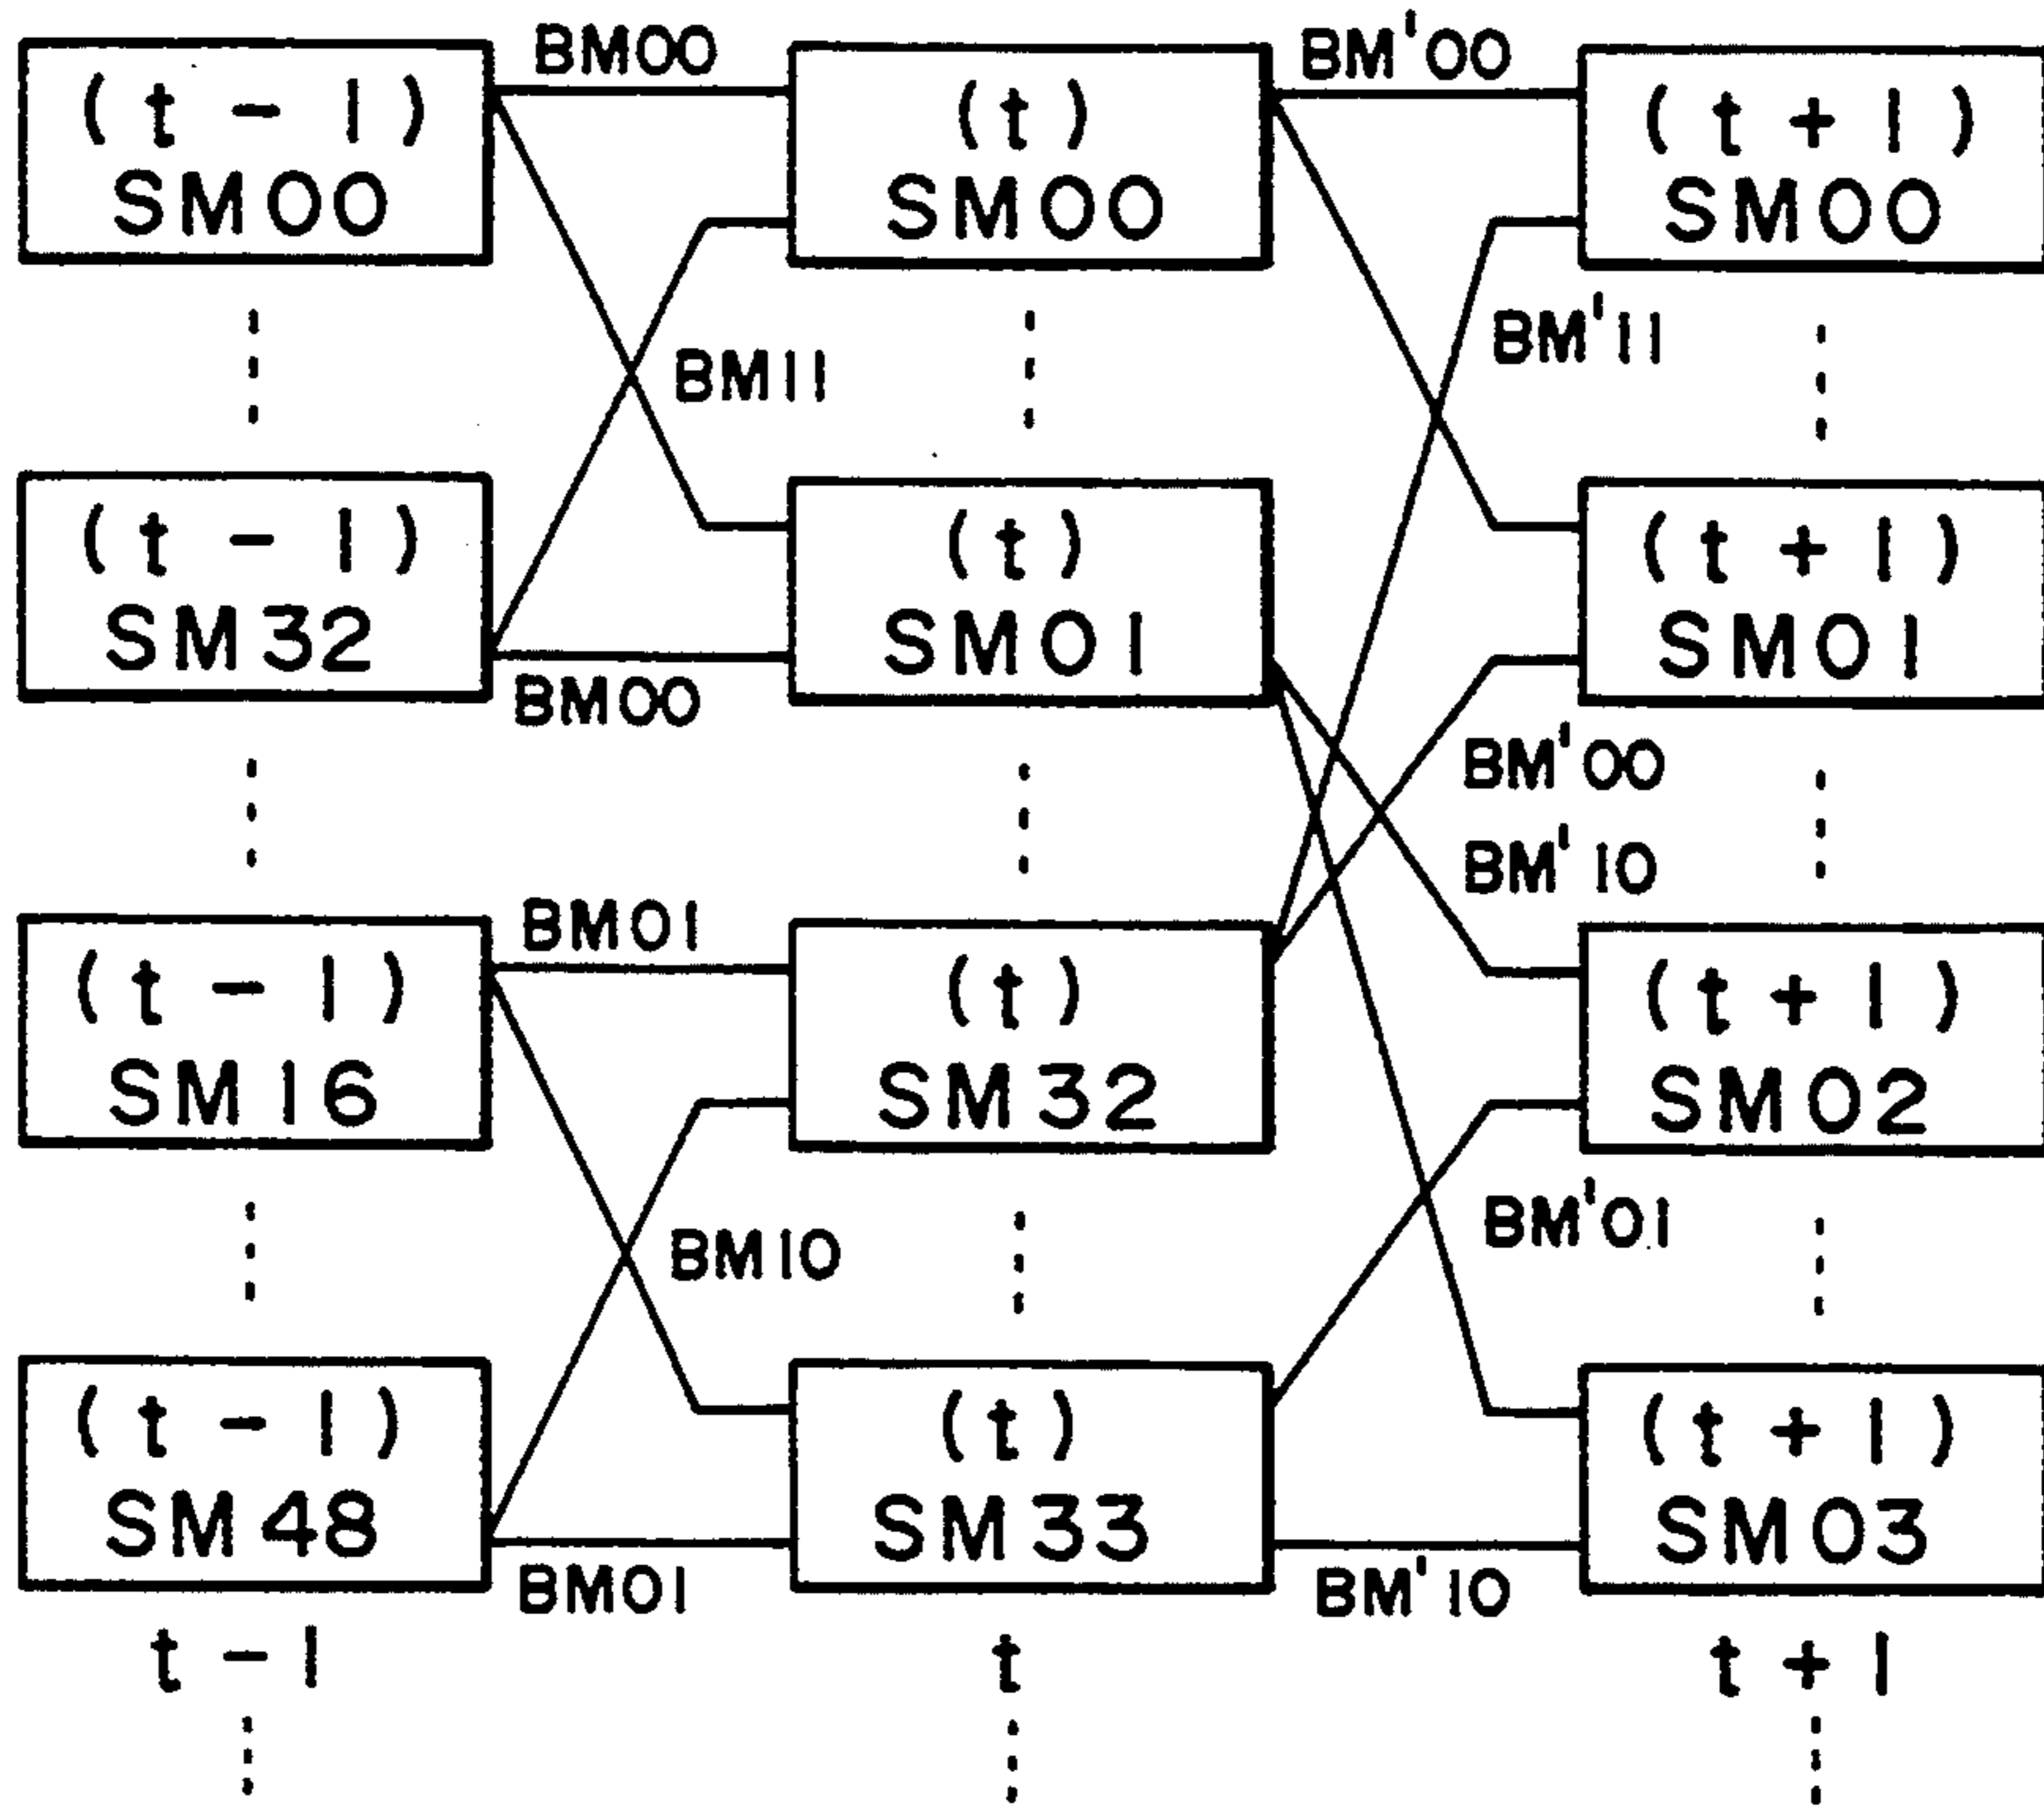 BM00
BM'00
(t-1)
SM00
(t)
SM00
(t+1)
SM00
BM11
BM'11
(t-1)
SM32
(t)
SM01
(t+1)
SM01
BM00
BM'00
BM'10
BM01
(t-1)
SM16
(t)
SM32
(t+1)
SM02
BM10
BM'01
(t-1)
SM48
(t)
SM33
(t+1)
SM03
BM01
BM'10
t-1
t
t+1